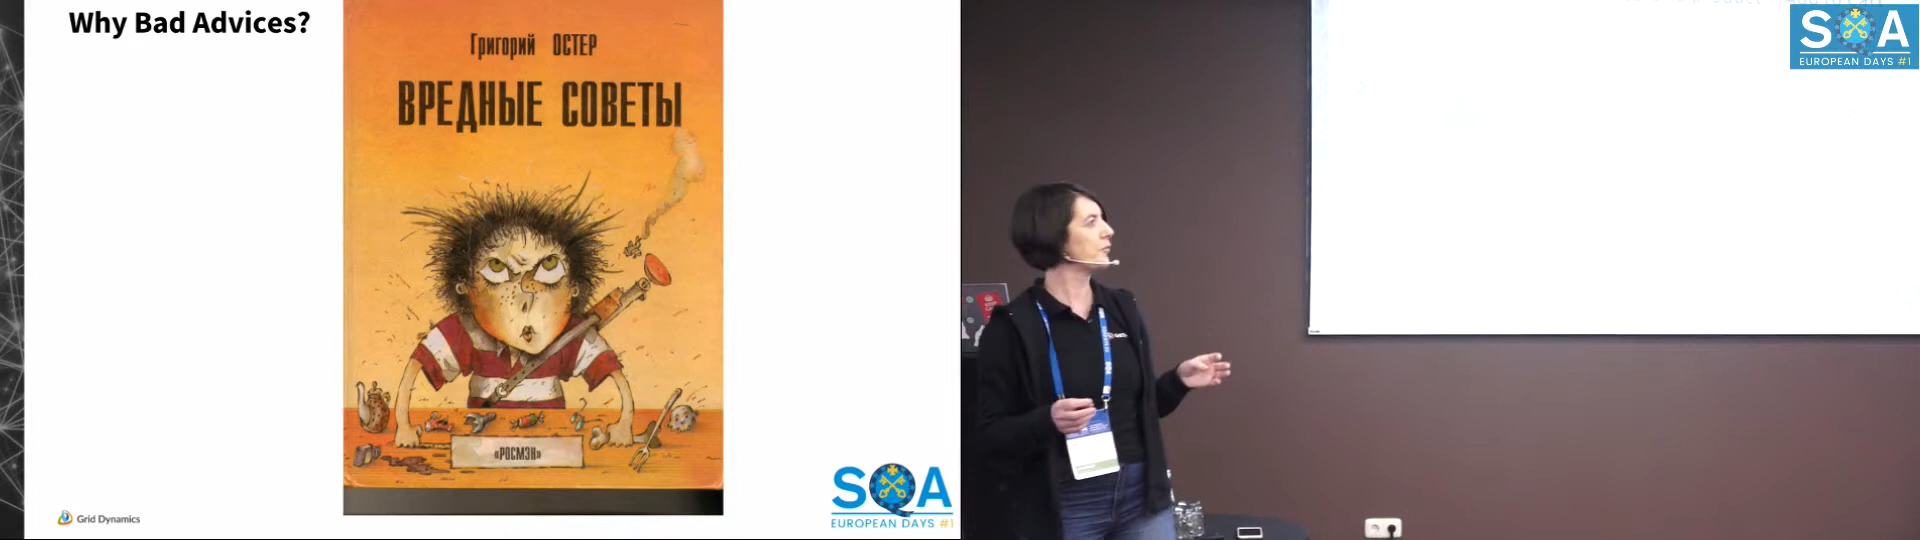 Why Bad Advices?
Григорий ОСТЕР
ВРЕДНЫЕ СОВЕТЫ
«РОСМЭН»
Grid Dynamics
SQA
EUROPEAN DAYS #1
SQA
EUROPEAN DAYS #1